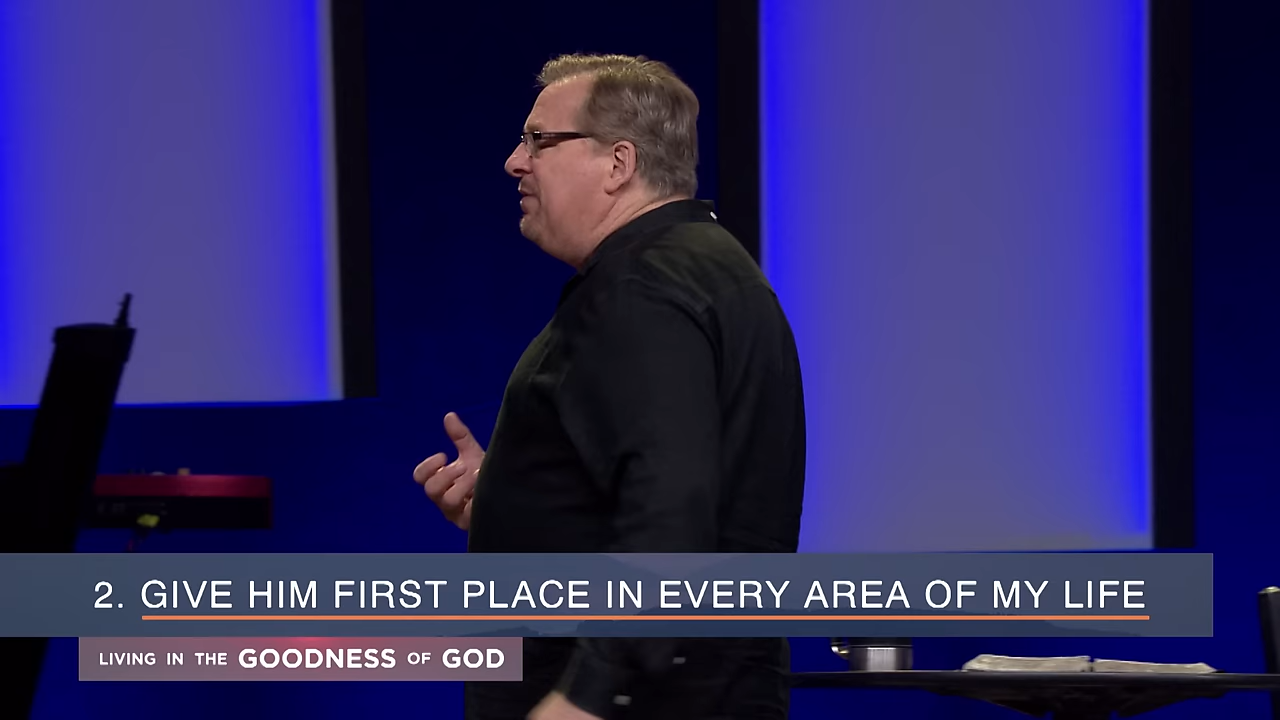 2. GIVE HIM FIRST PLACE IN EVERY AREA OF MY LIFE
LIVING IN THE GOODNESS OF GOD